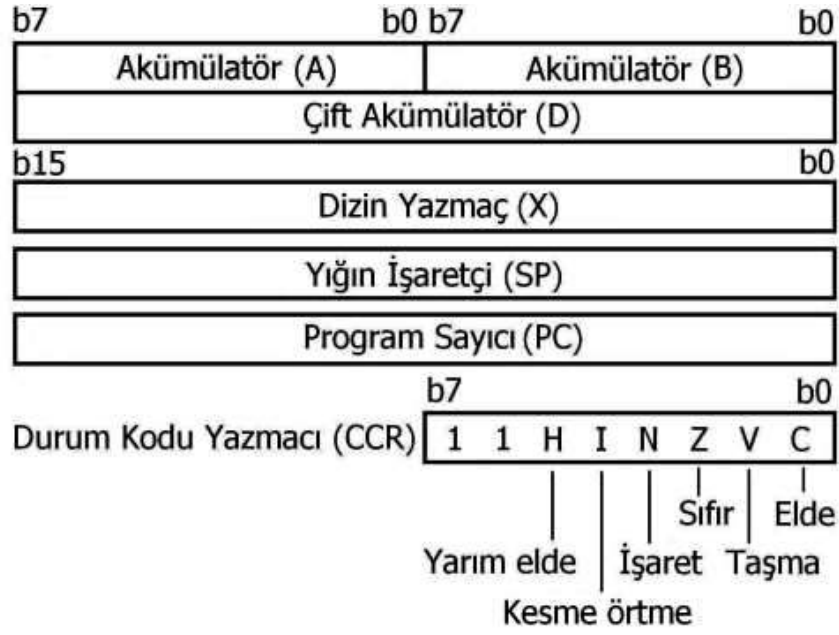 b7 b0 b7 b0
Akümülatör (A) Akümülatör (B)
Çift Akümülatör (D)
b15 b0
Dizin Yazmaç (X)
Yığın İşaretçi (SP)
Program Sayıcı (PC)
b7 b0
Durum Kodu Yazmacı (CCR) 1 1 H I N Z V C
Sıfır Elde
Yarım elde İşaret Taşma
Kesme örtme